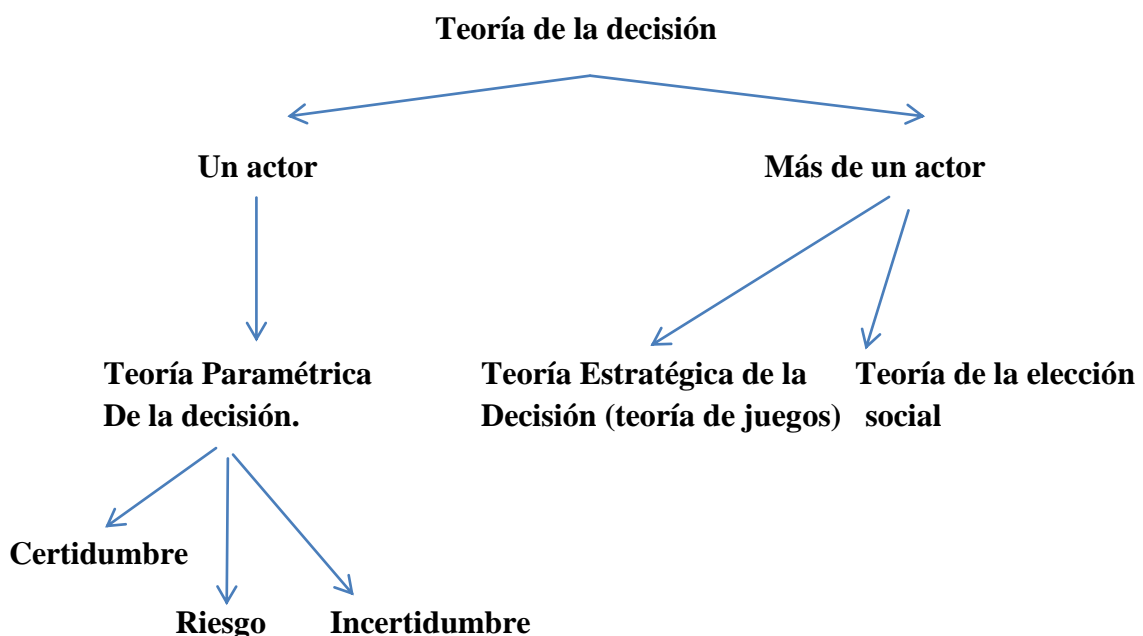 Teoría de la decisión
Un actor
Más de un actor
Teoría Paramétrica
De la decisión.
Teoría Estratégica de la
Decisión (teoría de juegos)
Teoría de la elección
social
Certidumbre
Riesgo
Incertidumbre